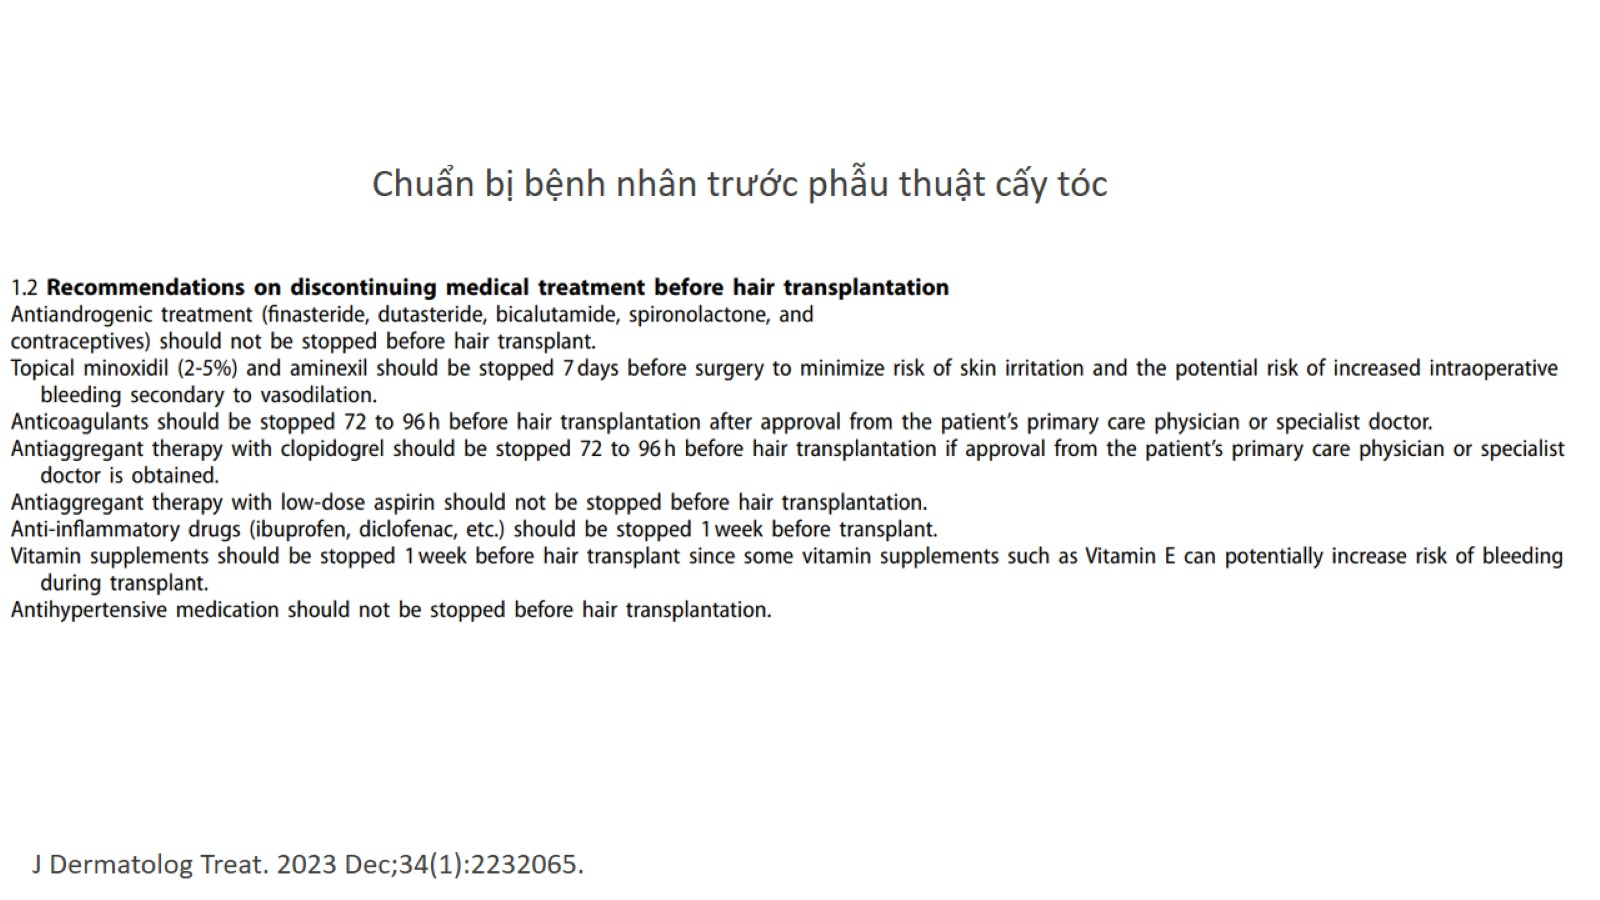 Chuẩn bị bệnh nhân trước phẫu thuật cấy tóc
1.2 Recommendations on discontinuing medical treatment before hair transplantation
Antiandrogenic treatment (finasteride, dutasteride, bicalutamide, spironolactone, and
contraceptives) should not be stopped before hair transplant.
Topical minoxidil (2-5%) and aminexil should be stopped 7 days before surgery to minimize risk of skin irritation and the potential risk of increased intraoperative
bleeding secondary to vasodilation.
Anticoagulants should be stopped 72 to 96 h before hair transplantation after approval from the patient's primary care physician or specialist doctor.
Antiaggregant therapy with clopidogrel should be stopped 72 to 96 h before hair transplantation if approval from the patient's primary care physician or specialist
doctor is obtained.
Antiaggregant therapy with low-dose aspirin should not be stopped before hair transplantation.
Anti-inflammatory drugs (ibuprofen, diclofenac, etc.) should be stopped 1 week before transplant.
Vitamin supplements should be stopped 1 week before hair transplant since some vitamin supplements such as Vitamin E can potentially increase risk of bleeding
during transplant.
Antihypertensive medication should not be stopped before hair transplantation.
J Dermatolog Treat. 2023 Dec;34(1):2232065.